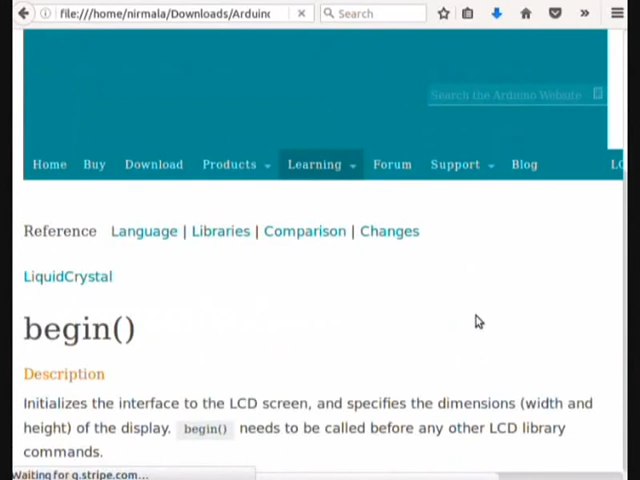 file:///home/nirmala/Downloads/Arduino
Search
Search the Arduino Website
Home Buy Download Products Learning Forum Support Blog
Reference Language | Libraries | Comparison | Changes
LiquidCrystal
begin()
Description
Initializes the interface to the LCD screen, and specifies the dimensions (width and
height) of the display. begin() needs to be called before any other LCD library
commands.
Waiting for q.stripe.com...